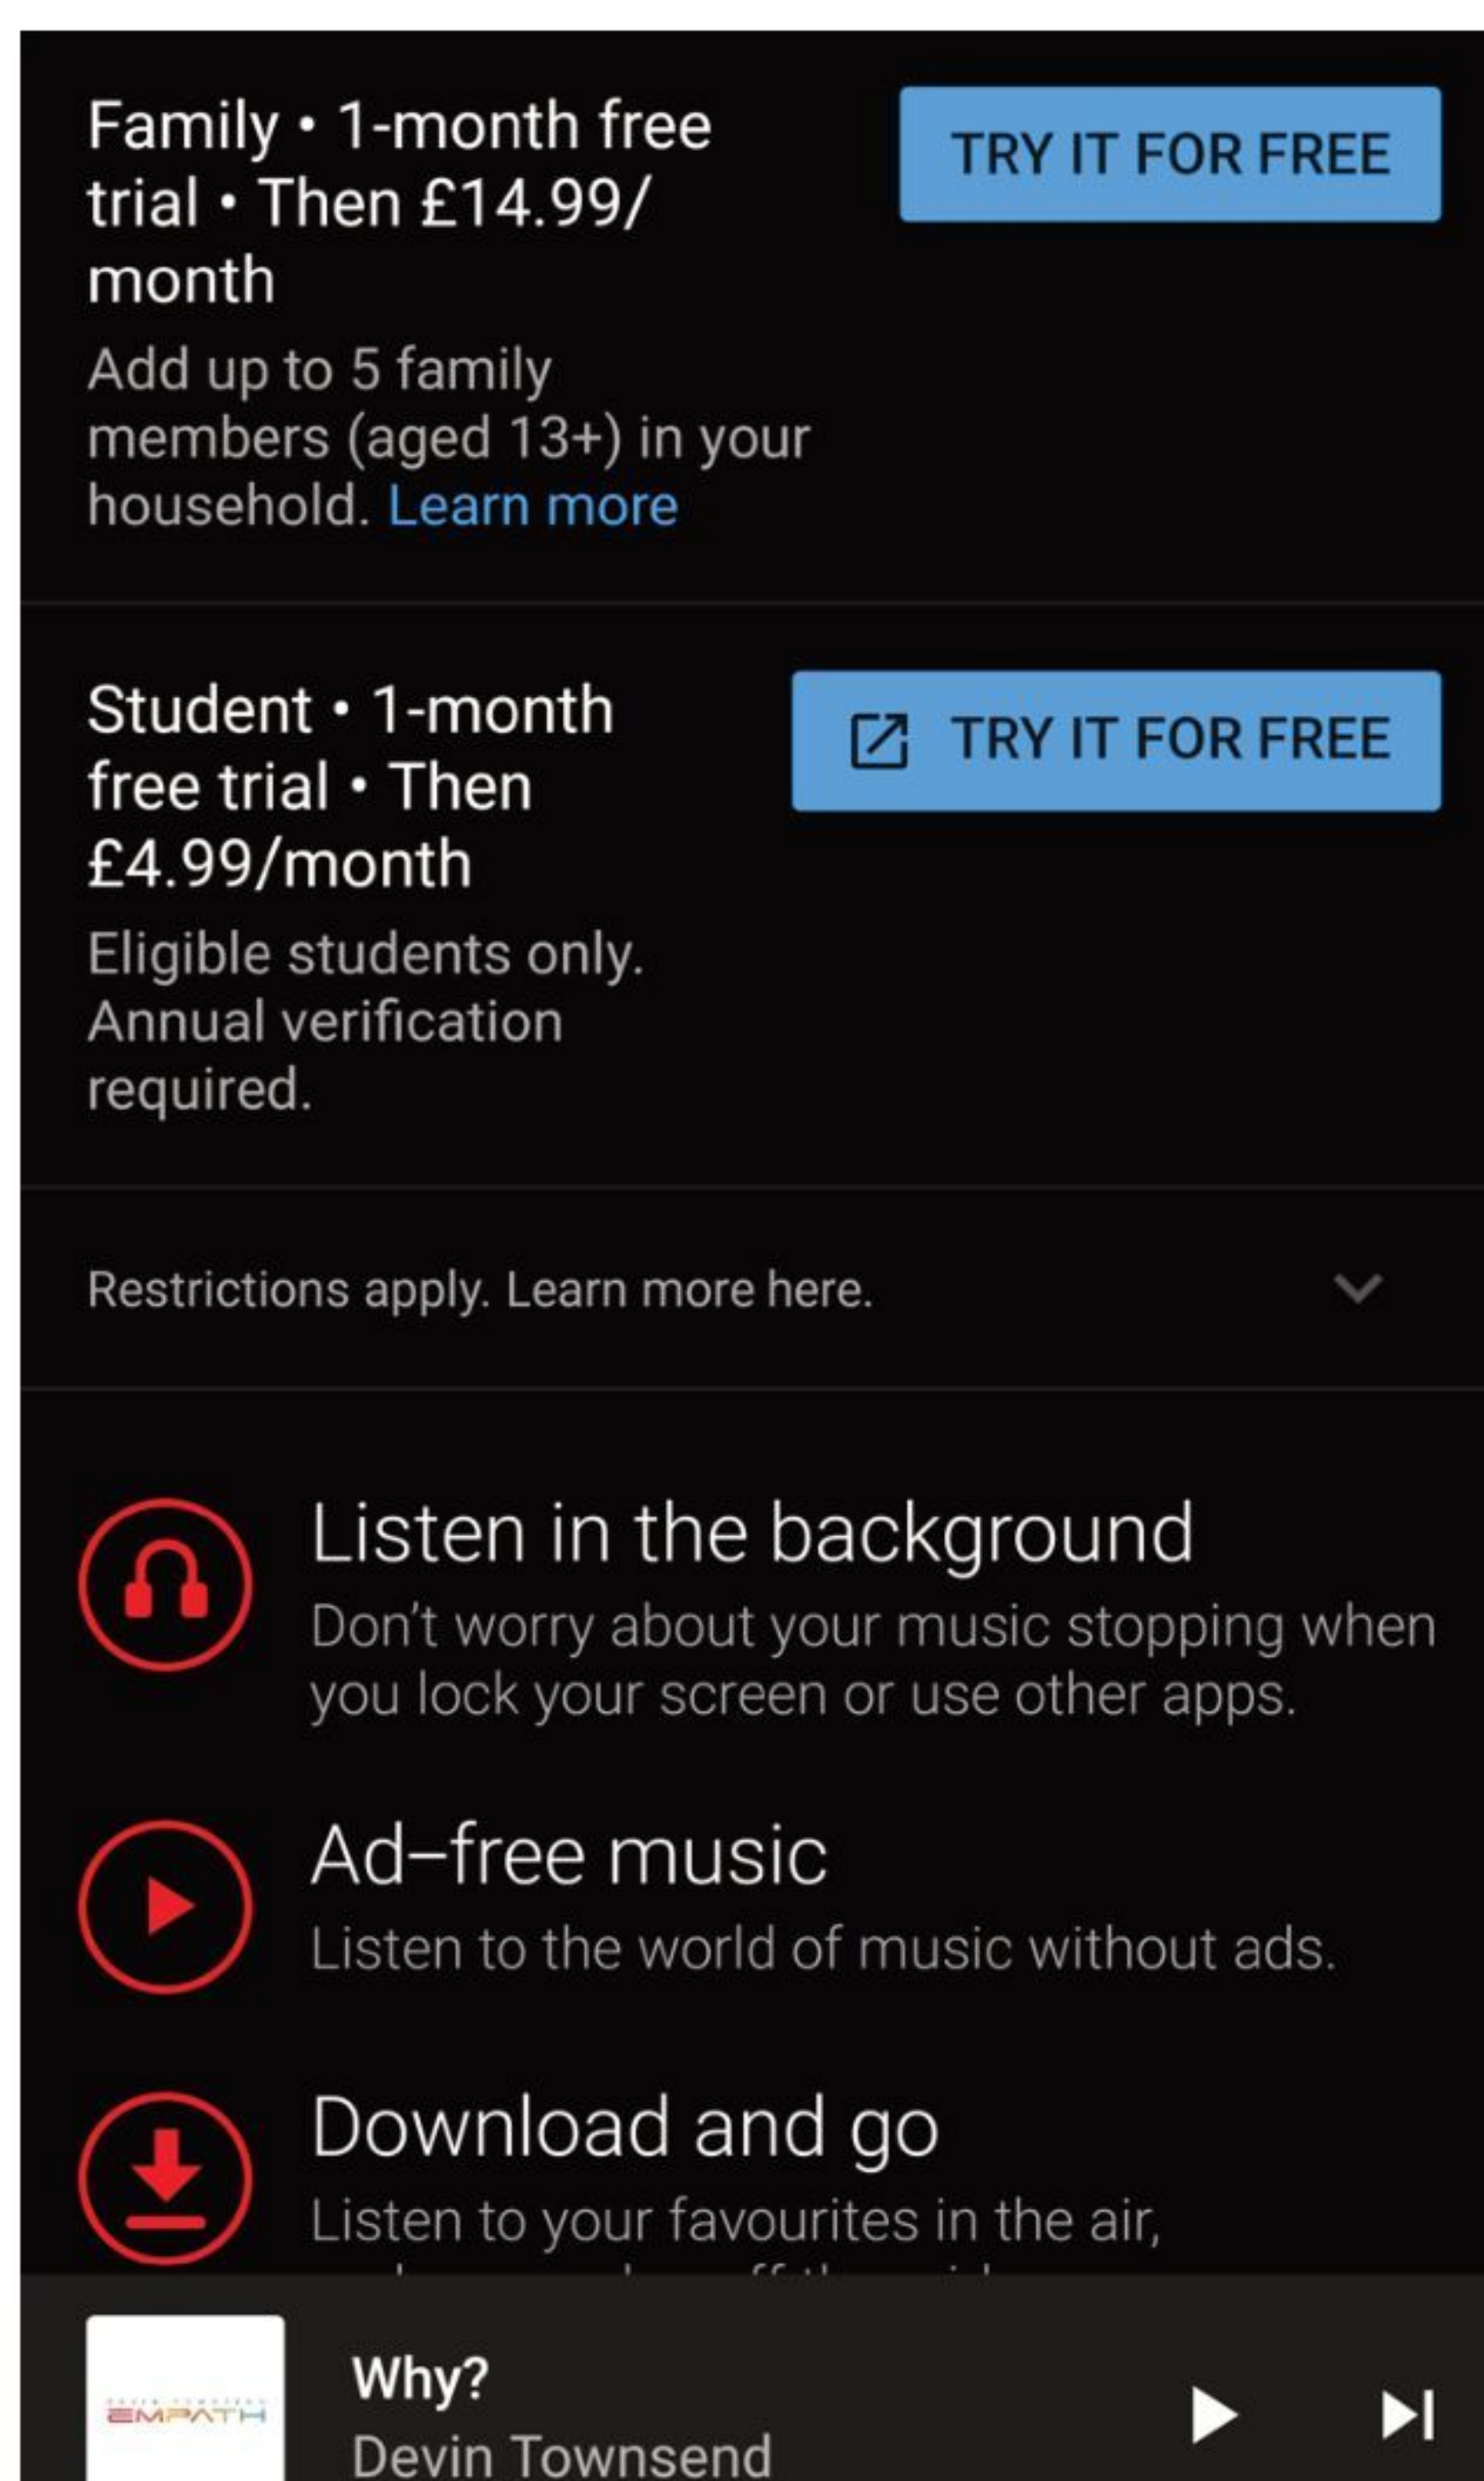 Family • 1-month free
trial • Then £14.99/
month
TRY IT FOR FREE
Add up to 5 family
members (aged 13+) in your
household. Learn more
Student • 1-month
free trial • Then
£4.99/month
TRY IT FOR FREE
Eligible students only.
Annual verification
required.
Restrictions apply. Learn more here.
Listen in the background
Don't worry about your music stopping when
you lock your screen or use other apps.
Ad–free music
Listen to the world of music without ads.
Download and go
Listen to your favourites in the air,
EMPATH
Why?
Devin Townsend